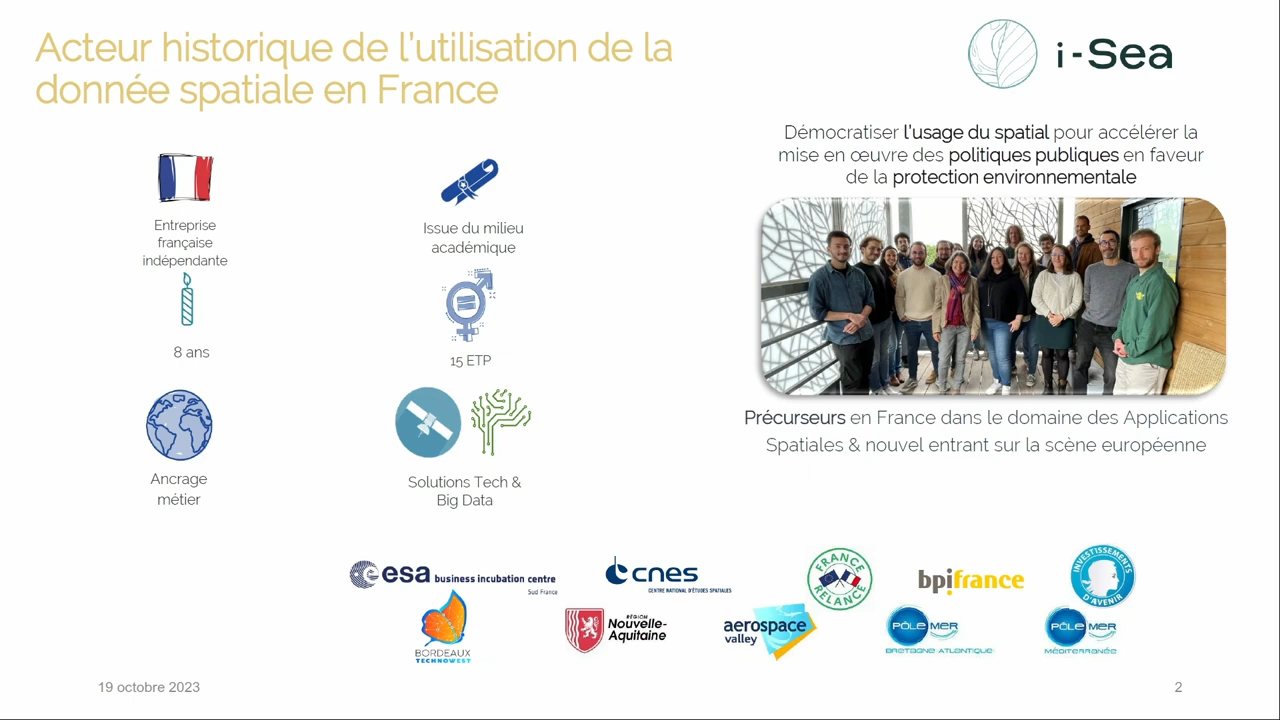 Acteur historique de l'utilisation de la
donnée spatiale en France
i-Sea
Démocratiser l'usage du spatial pour accélérer la
mise en œuvre des politiques publiques en faveur
de la protection environnementale
Entreprise
française
indépendante
Issue du milieu
académique
8 ans
15 ETP
Ancrage
métier
Solutions Tech &
Big Data
Précurseurs en France dans le domaine des Applications
Spatiales & nouvel entrant sur la scène européenne
esa business incubation centre
Sud France
cnes
CENTRE NATIONAL D'ÉTUDES SPATIALES
FRANCE
RELANCE
bpifrance
INVESTISSEMENTS
D'AVENIR
BORDEAUX
TECHNOWEST
RÉGION
Nouvelle-
Aquitaine
aerospace
valley
PÔLE MER
BRETAGNE ATLANTIQUE
PÔLE MER
MÉDITERRANÉE
19 octobre 2023
2